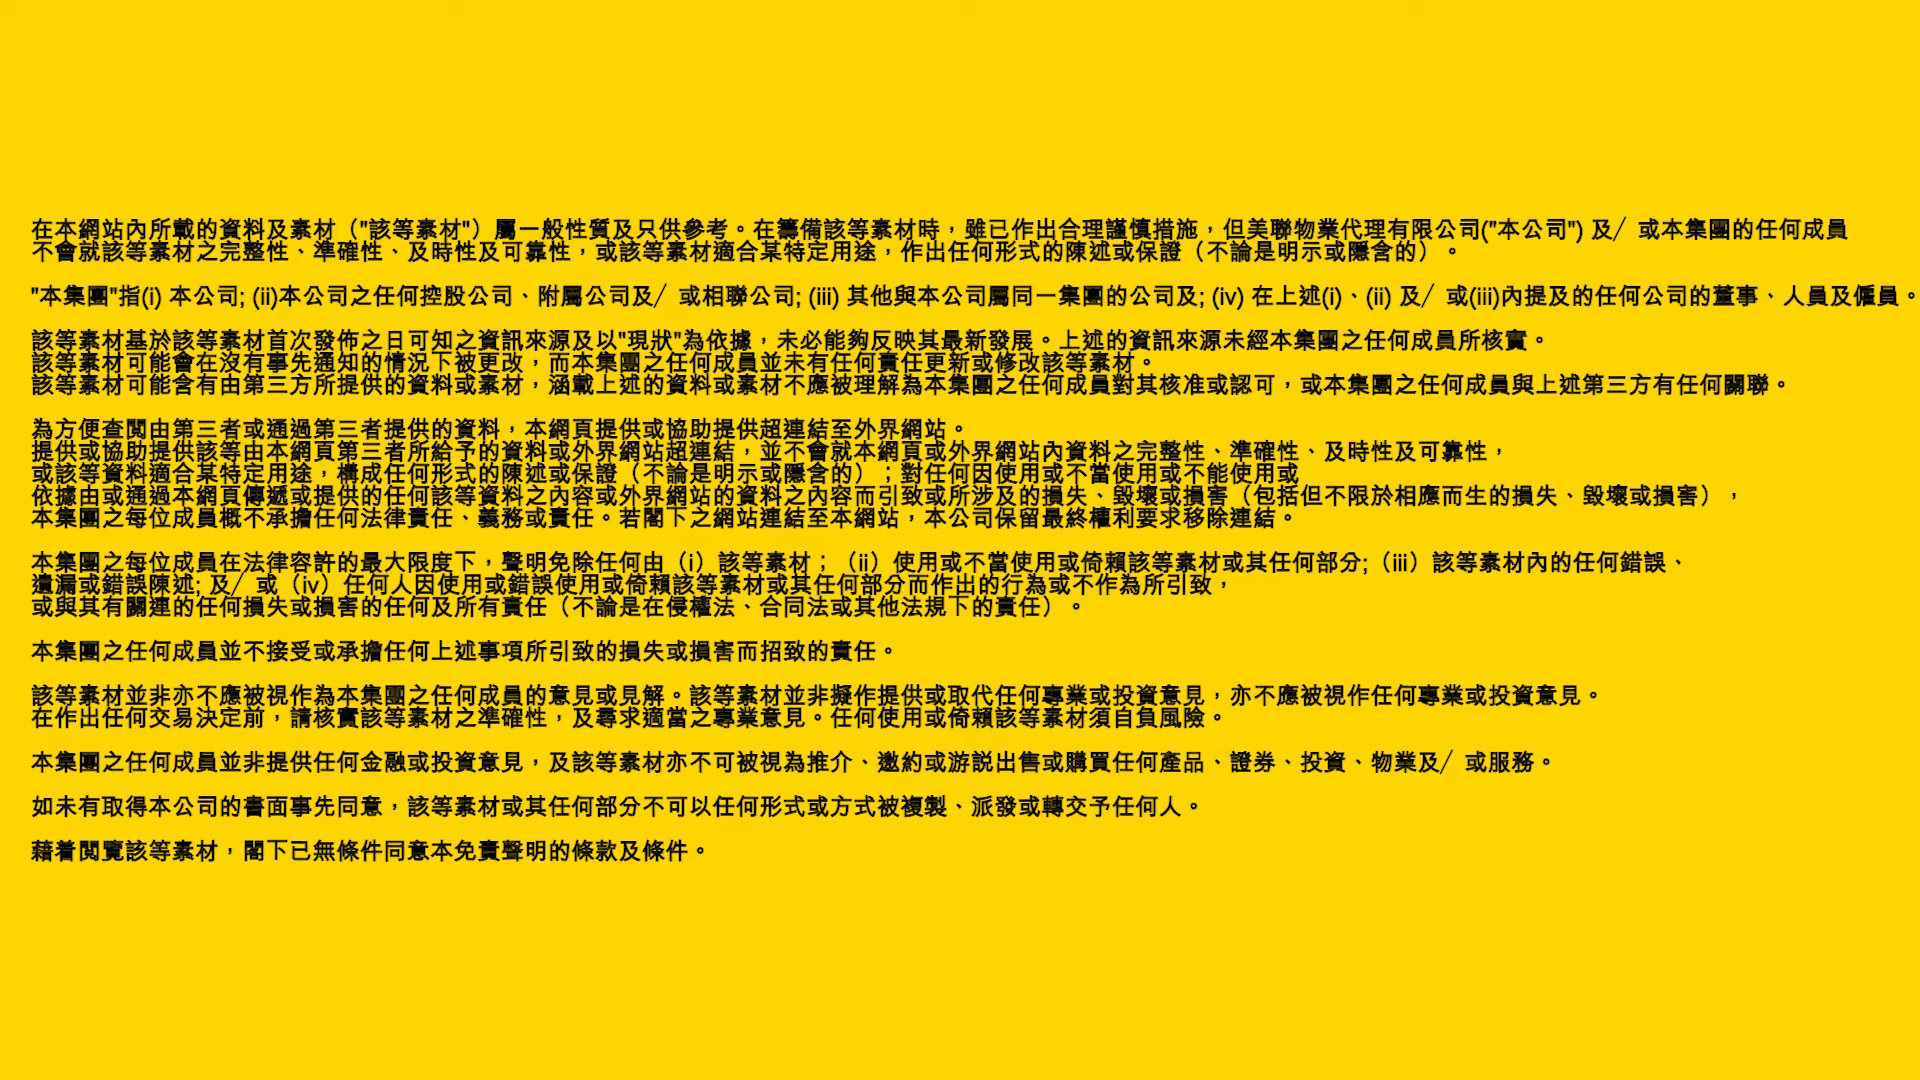 在本網站內所載的資料及素材（"該等素材"）屬一般性質及只供參考。在籌備該等素材時，雖已作出合理謹慎措施，但美聯物業代理有限公司("本公司") 及╱ 或本集團的任何成員
不會就該等素材之完整性、準確性、及時性及可靠性，或該等素材適合某特定用途，作出任何形式的陳述或保證（不論是明示或隱含的）。
"本集團"指(i) 本公司; (ii)本公司之任何控股公司、附屬公司及╱ 或相聯公司; (iii) 其他與本公司屬同一集團的公司及; (iv) 在上述(i)、(ii) 及╱ 或(iii)內提及的任何公司的董事、人員及僱員。
該等素材基於該等素材首次發佈之日可知之資訊來源及以"現狀"為依據，未必能夠反映其最新發展。上述的資訊來源未經本集團之任何成員所核實。
該等素材可能會在沒有事先通知的情況下被更改，而本集團之任何成員並未有任何責任更新或修改該等素材。
該等素材可能含有由第三方所提供的資料或素材，涵載上述的資料或素材不應被理解為本集團之任何成員對其核准或認可，或本集團之任何成員與上述第三方有任何關聯。
為方便查閱由第三者或通過第三者提供的資料，本網頁提供或協助提供超連結至外界網站。
提供或協助提供該等由本網頁第三者所給予的資料或外界網站超連結，並不會就本網頁或外界網站內資料之完整性、準確性、及時性及可靠性，
或該等資料適合某特定用途，構成任何形式的陳述或保證（不論是明示或隱含的）；對任何因使用或不當使用或不能使用或
依據由或通過本網頁傳遞或提供的任何該等資料之內容或外界網站的資料之內容而引致或所涉及的損失、毀壞或損害（包括但不限於相應而生的損失、毀壞或損害），
本集團之每位成員概不承擔任何法律責任、義務或責任。若閣下之網站連結至本網站，本公司保留最終權利要求移除連結。
本集團之每位成員在法律容許的最大限度下，聲明免除任何由（i）該等素材；（ii）使用或不當使用或倚賴該等素材或其任何部分;（iii）該等素材內的任何錯誤、
遺漏或錯誤陳述; 及╱ 或（iv）任何人因使用或錯誤使用或倚賴該等素材或其任何部分而作出的行為或不作為所引致，
或與其有關連的任何損失或損害的任何及所有責任（不論是在侵權法、合同法或其他法規下的責任）。
本集團之任何成員並不接受或承擔任何上述事項所引致的損失或損害而招致的責任。
該等素材並非亦不應被視作為本集團之任何成員的意見或見解。該等素材並非擬作提供或取代任何專業或投資意見，亦不應被視作任何專業或投資意見。
在作出任何交易決定前，請核實該等素材之準確性，及尋求適當之專業意見。任何使用或倚賴該等素材須自負風險。
本集團之任何成員並非提供任何金融或投資意見，及該等素材亦不可被視為推介、邀約或游説出售或購買任何產品、證券、投資、物業及╱ 或服務。
如未有取得本公司的書面事先同意，該等素材或其任何部分不可以任何形式或方式被複製、派發或轉交予任何人。
藉着閱覽該等素材，閣下已無條件同意本免責聲明的條款及條件。